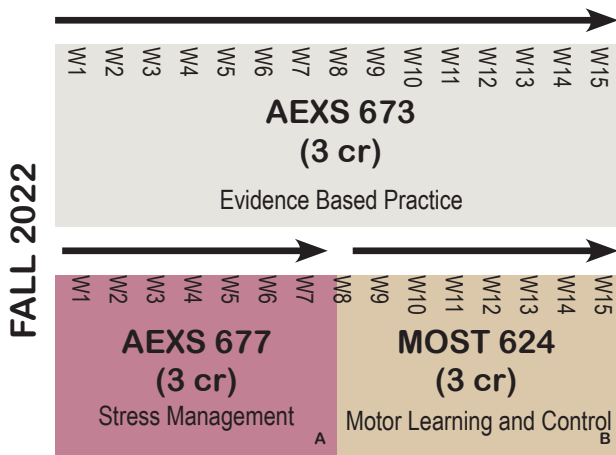 FALL 2022
W1 W2 W3 W4 W5 W6 W7 W8 W9 W10 W11 W12 W13 W14 W15
AEXS 673
(3 cr)
Evidence Based Practice
W1 W2 W3 W4 W5 W6 W7 W8 W9 W10 W11 W12 W13 W14 W15
AEXS 677
(3 cr)
Stress Management
A
MOST 624
(3 cr)
Motor Learning and Control
B